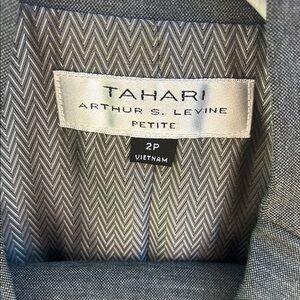 TAHARI
ARTHUR S. LEVINE
PETITE
2P
VIETNAM